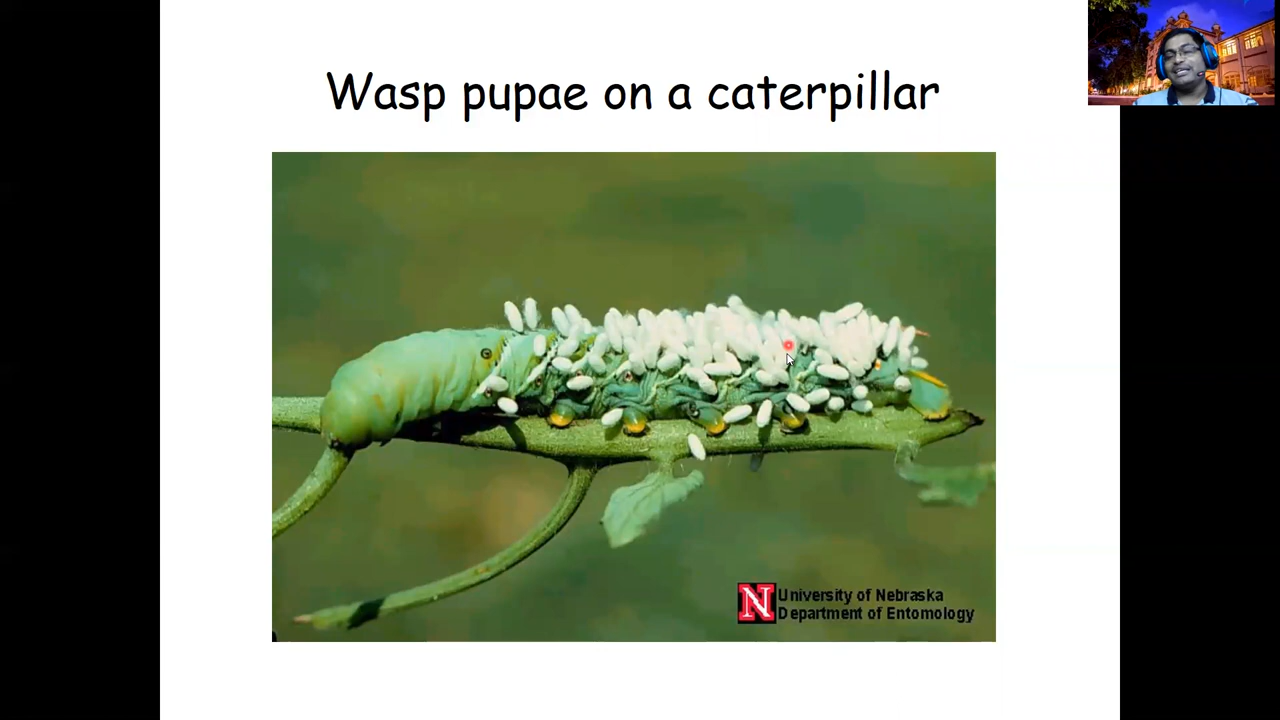 Wasp pupae on a caterpillar
N
University of Nebraska
Department of Entomology